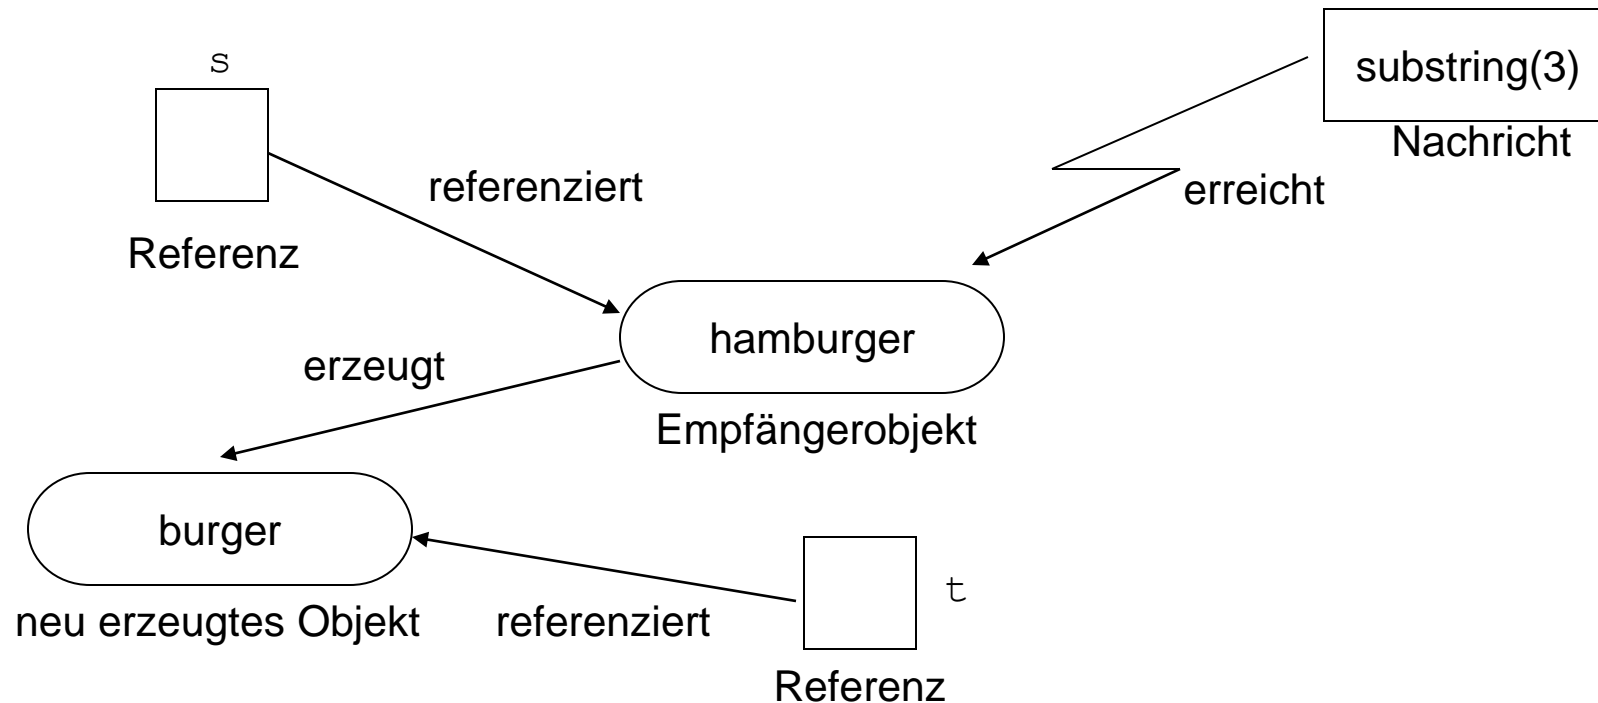 s
substring(3)
Nachricht
referenziert
erreicht
Referenz
hamburger
erzeugt
Empfängerobjekt
burger
t
neu erzeugtes Objekt
referenziert
Referenz